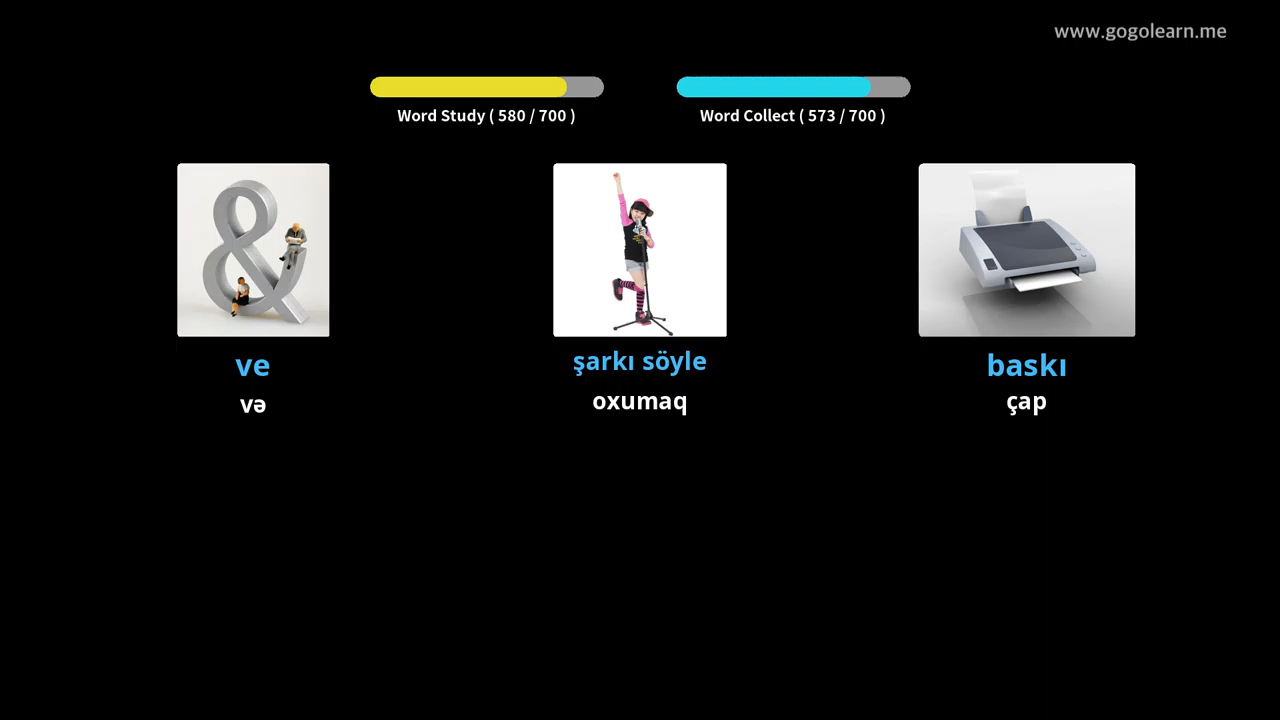 www.gogolearn.me
Word Study ( 580 / 700 )
Word Collect ( 573 / 700 )
&
ve
və
şarkı söyle
oxumaq
baskı
çap